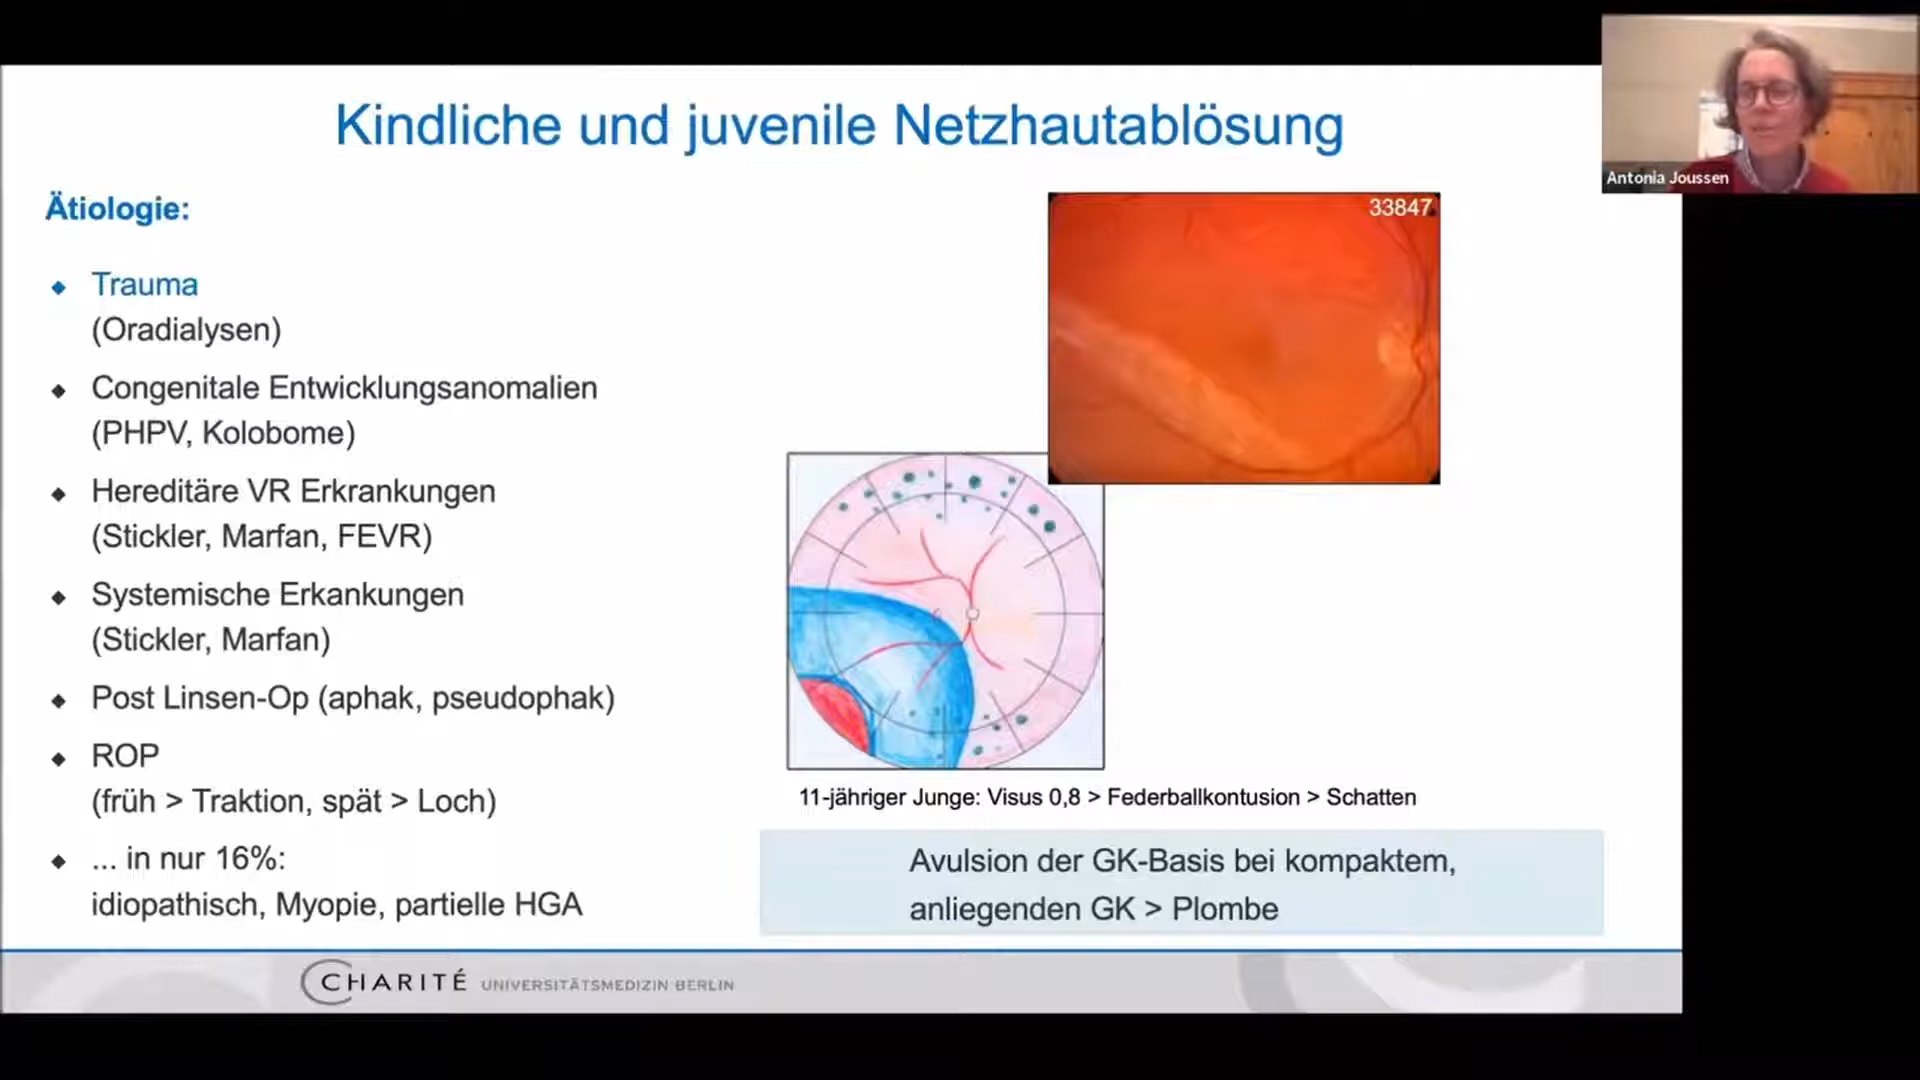 Kindliche und juvenile Netzhautablösung
Antonia Joussen
Ätiologie:
33847
Trauma
(Oradialysen)
Congenitale Entwicklungsanomalien
(PHPV, Kolobome)
Hereditäre VR Erkrankungen
(Stickler, Marfan, FEVR)
Systemische Erkankungen
(Stickler, Marfan)
Post Linsen-Op (aphak, pseudophak)
ROP
(früh > Traktion, spät > Loch)
... in nur 16%:
idiopathisch, Myopie, partielle HGA
11-jähriger Junge: Visus 0,8 > Federballkontusion > Schatten
Avulsion der GK-Basis bei kompaktem,
anliegenden GK > Plombe
CHARITÉ UNIVERSITÄTSMEDIZIN BERLIN